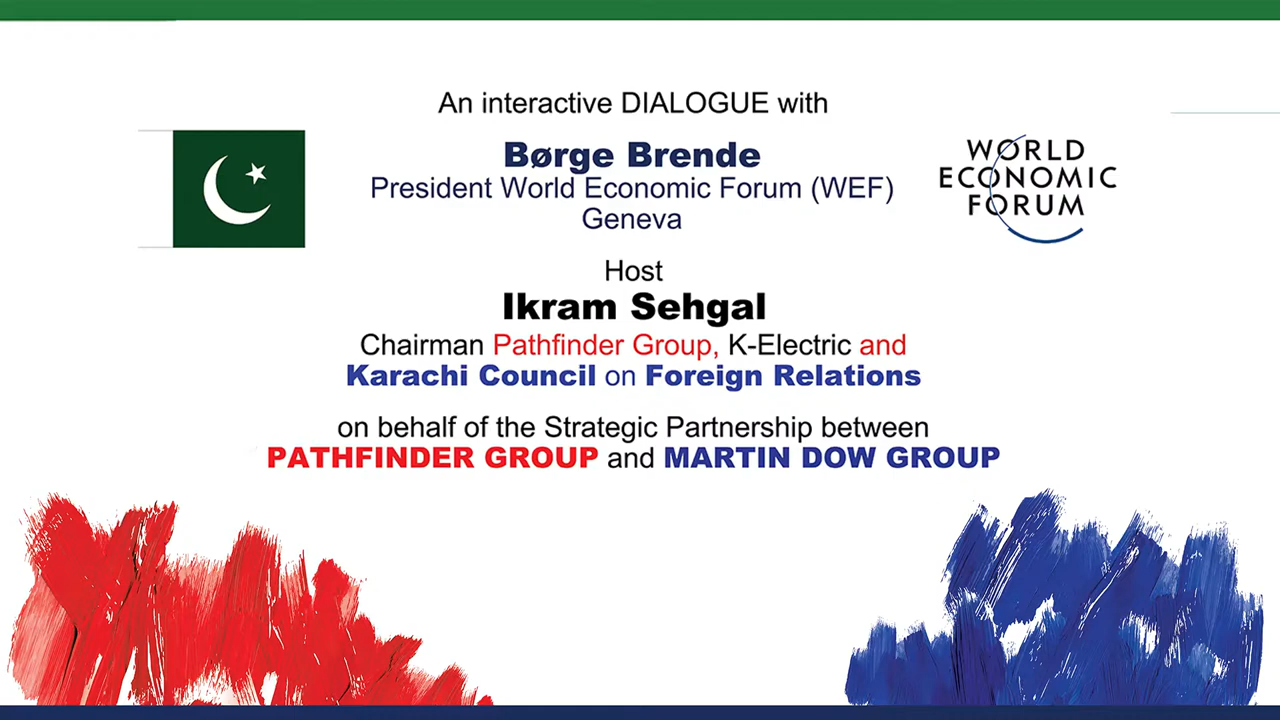 An interactive DIALOGUE with
Børge Brende
President World Economic Forum (WEF)
Geneva
WORLD
ECONOMIC
FORUM
Host
Ikram Sehgal
Chairman Pathfinder Group, K-Electric and
Karachi Council on Foreign Relations
on behalf of the Strategic Partnership between
PATHFINDER GROUP and MARTIN DOW GROUP